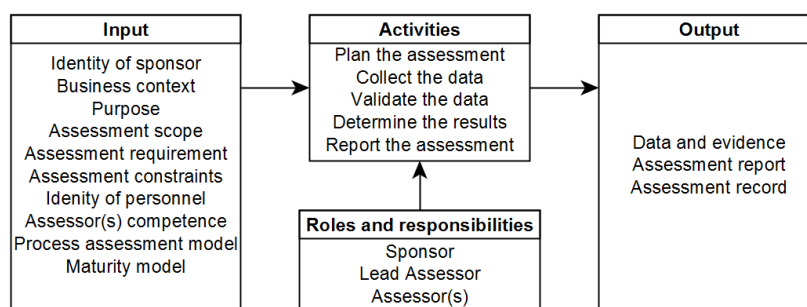 Input
Identity of sponsor
Business context
Purpose
Assessment scope
Assessment requirement
Assessment constraints
Idenity of personnel
Assessor(s) competence
Process assessment model
Maturity model
Activities
Plan the assessment
Collect the data
Validate the data
Determine the results
Report the assessment
Roles and responsibilities
Sponsor
Lead Assessor
Assessor(s)
Output
Data and evidence
Assessment report
Assessment record